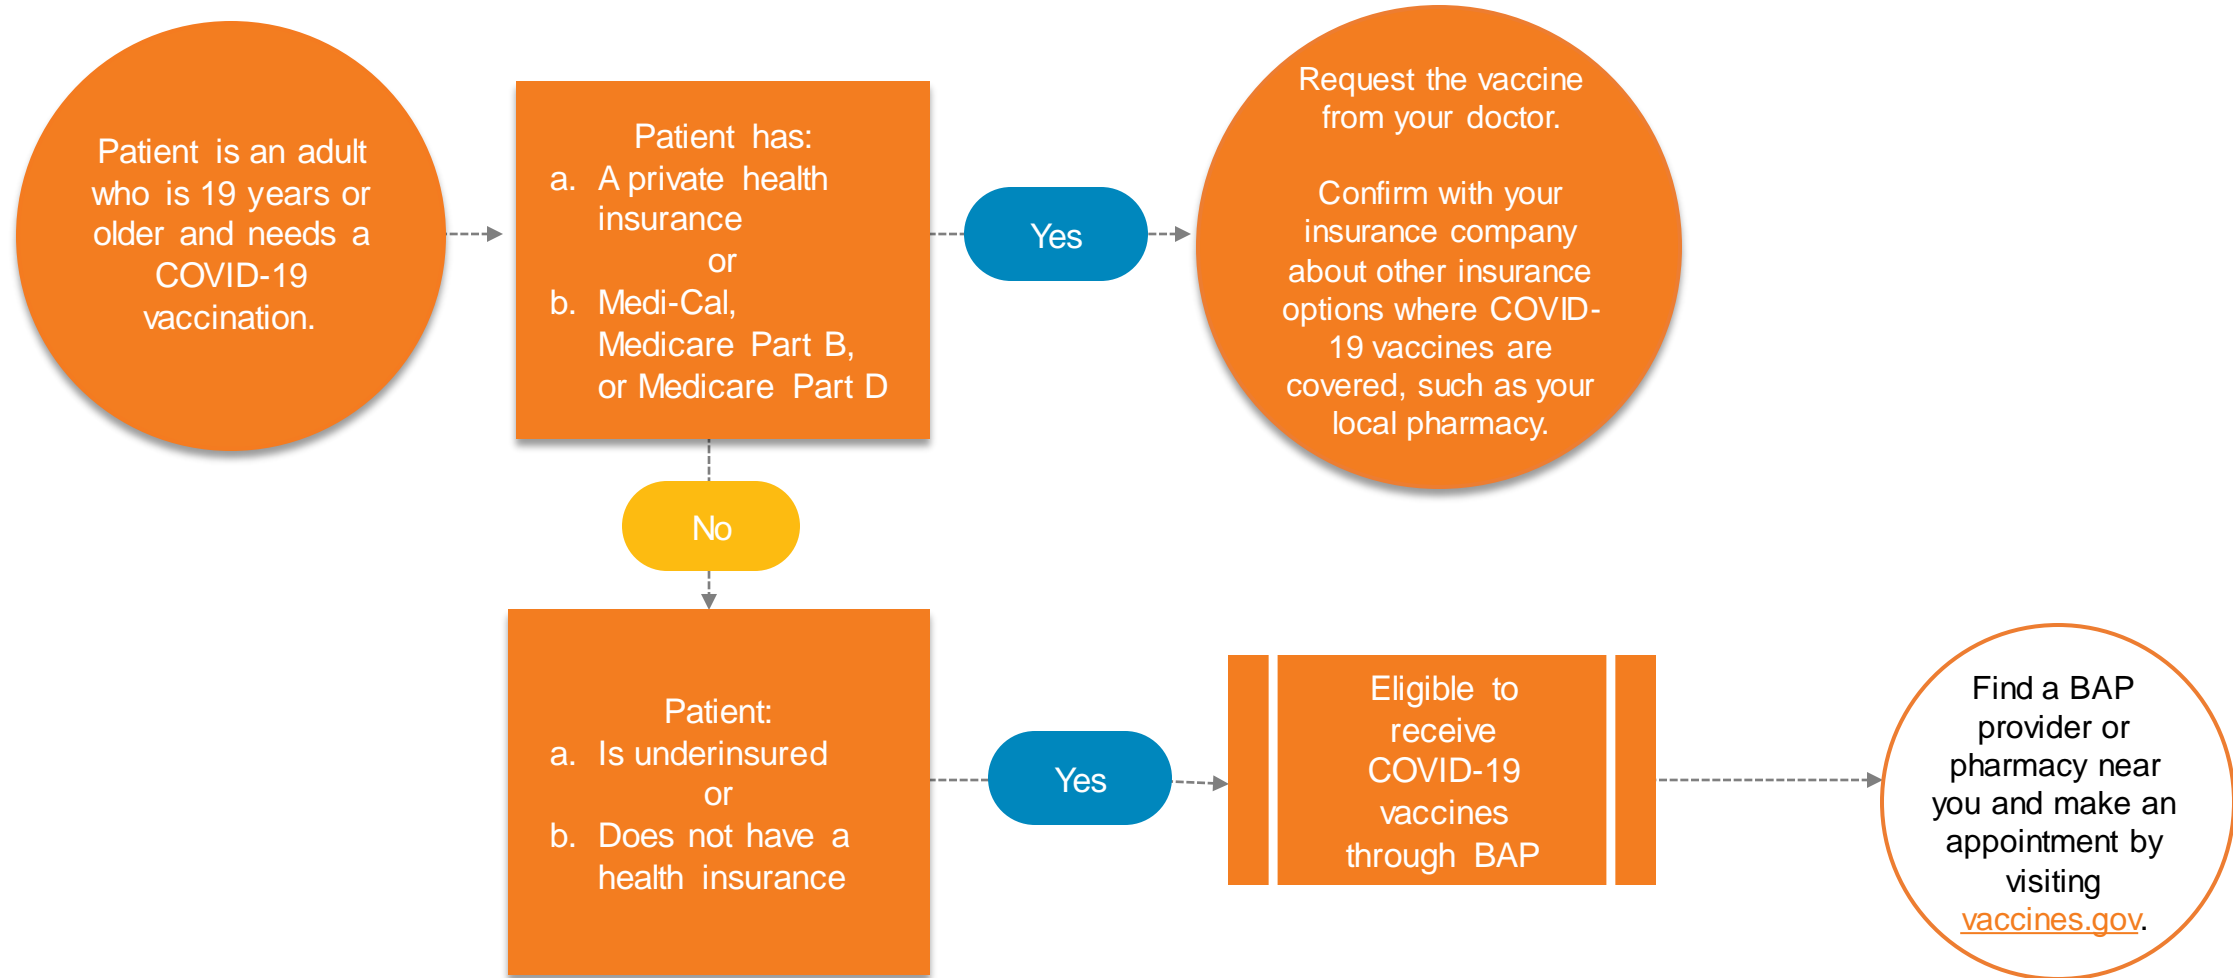 Patient is an adult
who is 19 years or
older and needs a
COVID-19
vaccination.
Patient has:
a. A private health
insurance
or
b. Medi-Cal,
Medicare Part B,
or Medicare Part D
Yes
Request the vaccine
from your doctor.
Confirm with your
insurance company
about other insurance
options where COVID-
19 vaccines are
covered, such as your
local pharmacy.
No
Patient:
a. Is underinsured
or
b. Does not have a
health insurance
Yes
Eligible to
receive
COVID-19
vaccines
through BAP
Find a BAP
provider or
pharmacy near
you and make an
appointment by
visiting
vaccines.gov.